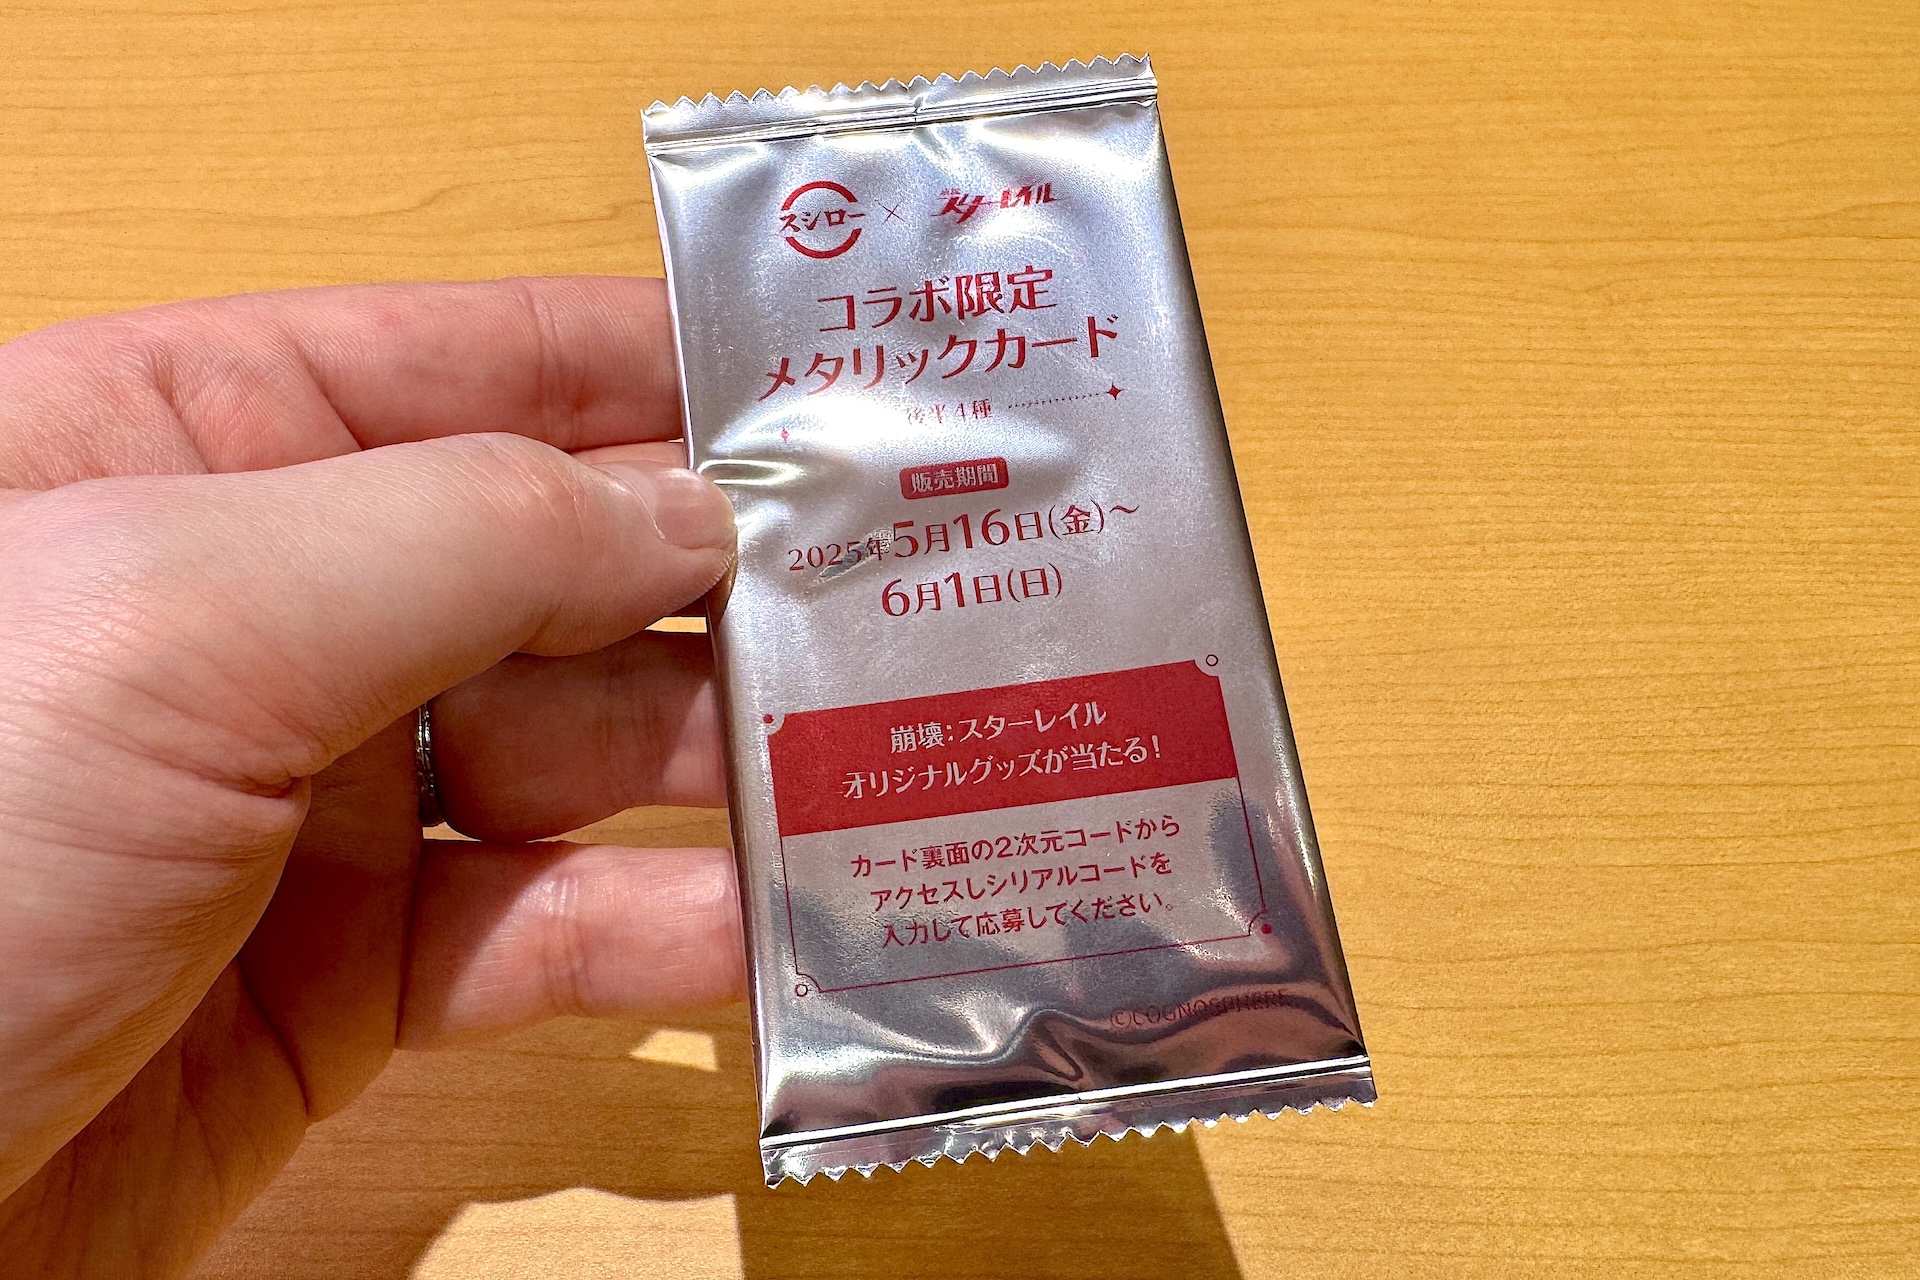 スシロー × 崩壊 スターレイル
コラボ限定
メタリックカード
後半4種
販売期間
2025年5月16日(金)~
6月1日(日)
崩壊:スターレイル
オリジナルグッズが当たる!
カード裏面の2次元コードから
アクセスしシリアルコードを
入力して応募してください。
©COGNOSPHERE